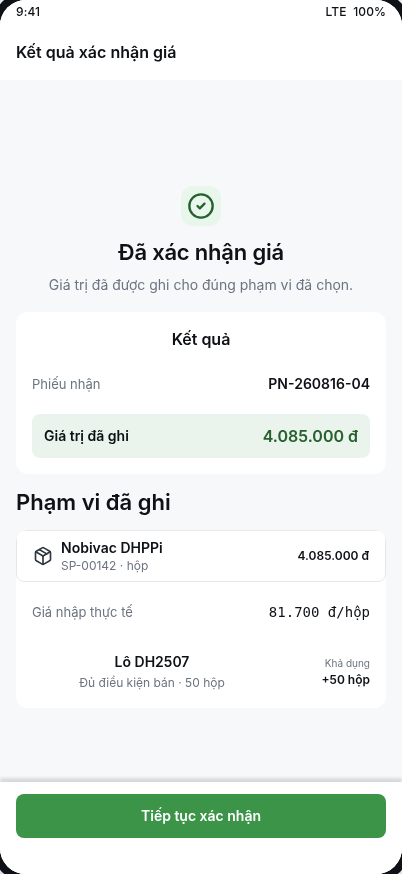 9:41 LTE 100%
Kết quả xác nhận giá
Đã xác nhận giá
Giá trị đã được ghi cho đúng phạm vi đã chọn.
Kết quả
Phiếu nhận PN-260816-04
Giá trị đã ghi 4.085.000 đ
Phạm vi đã ghi
Nobivac DHPPi 4.085.000 đ
SP-00142 · hộp
Giá nhập thực tế 81.700 đ/hộp
Lô DH2507 Khả dụng
Đủ điều kiện bán · 50 hộp +50 hộp
Tiếp tục xác nhận